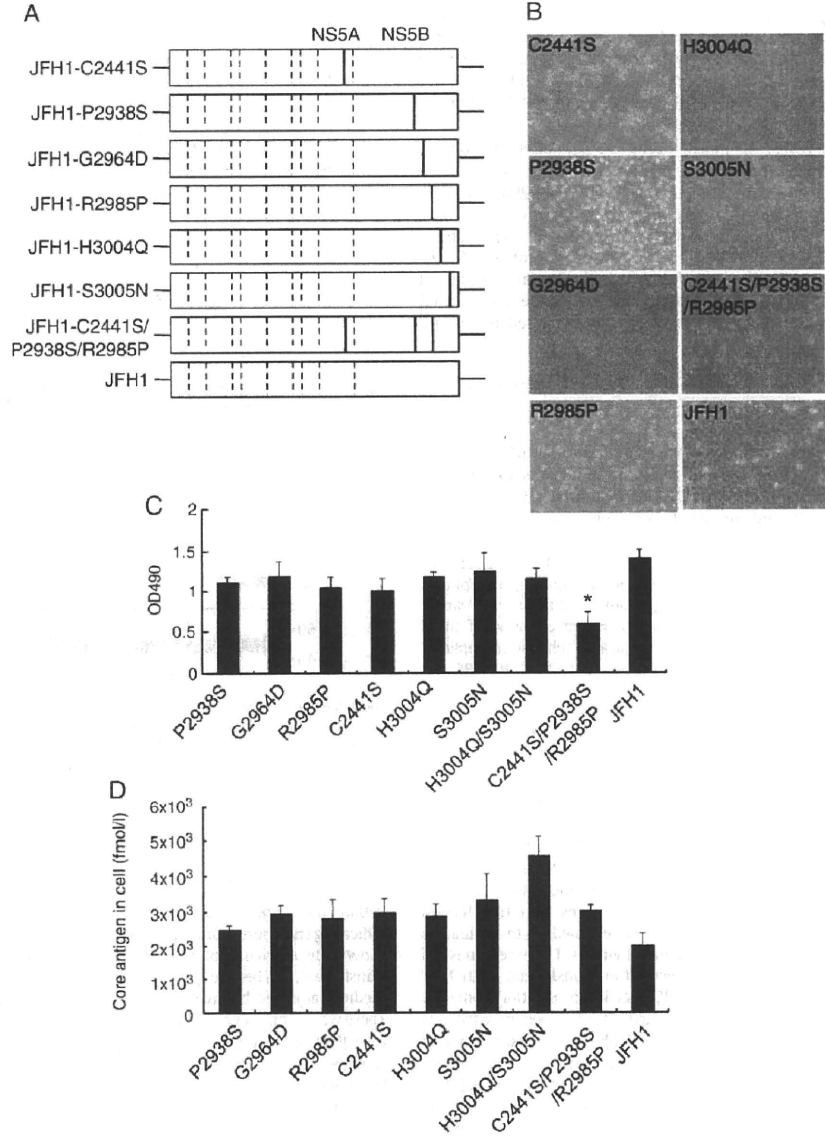 A
NS5A NS5B
JFH1-C2441S
JFH1-P2938S
JFH1-G2964D
JFH1-R2985P
JFH1-H3004Q
JFH1-S3005N
JFH1-C2441S/
P2938S/R2985P
JFH1
B
C2441S H3004Q
P2938S S3005N
G2964D C2441S/P2938S
/R2985P
R2985P JFH1
C
2
1.5
1
0.5
0
OD490
*
P2938S
G2964D
R2985P
C2441S
H3004Q
S3005N
H3004Q/S3005N
C2441S/P2938S
/R2985P
JFH1
D
6x10³
5x10³
4x10³
3x10³
2x10³
1x10³
0
Core antigen in cell (fmol/l)
P2938S
G2964D
R2985P
C2441S
H3004Q
S3005N
H3004Q/S3005N
C2441S/P2938S
/R2985P
JFH1